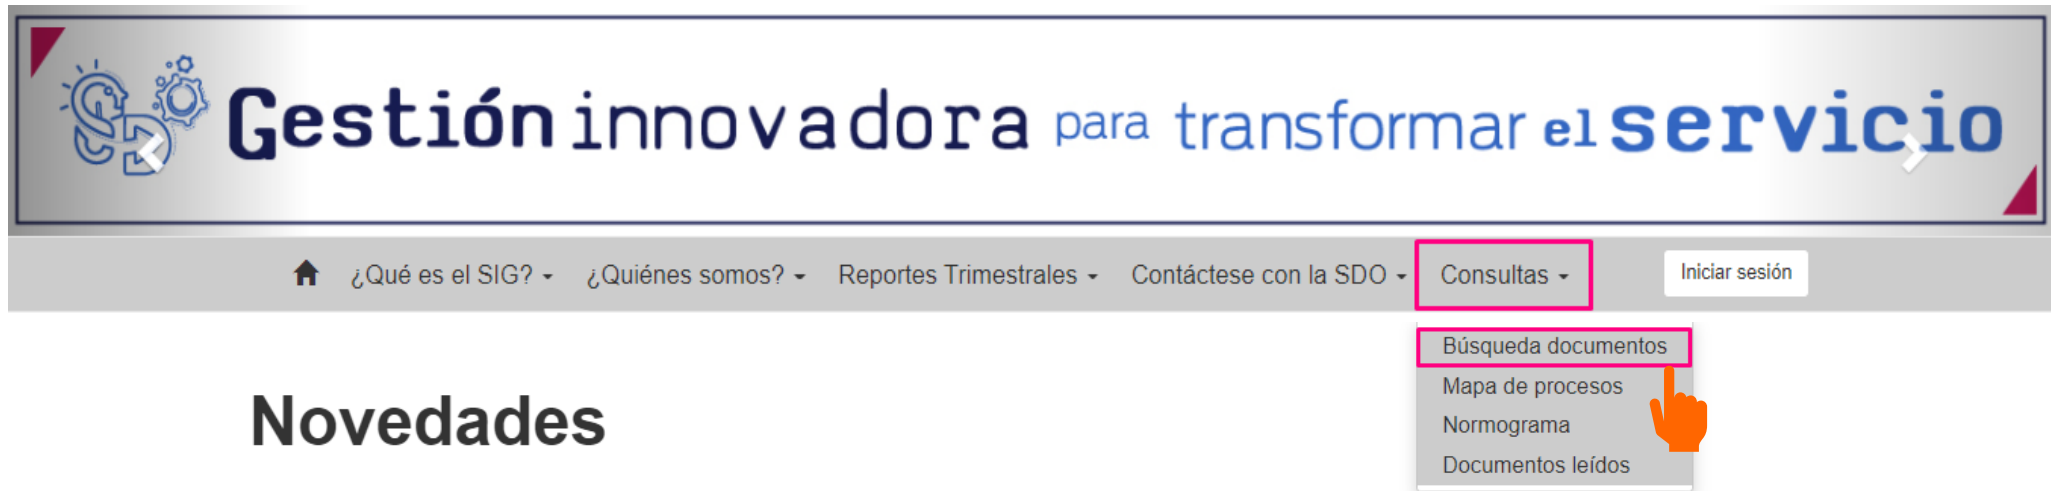 SD
Gestión innovadora para transformar el servicio
¿Qué es el SIG? ¿Quiénes somos? Reportes Trimestrales Contáctese con la SDO Consultas Iniciar sesión
Búsqueda documentos
Mapa de procesos
Novedades
Normograma
Documentos leídos